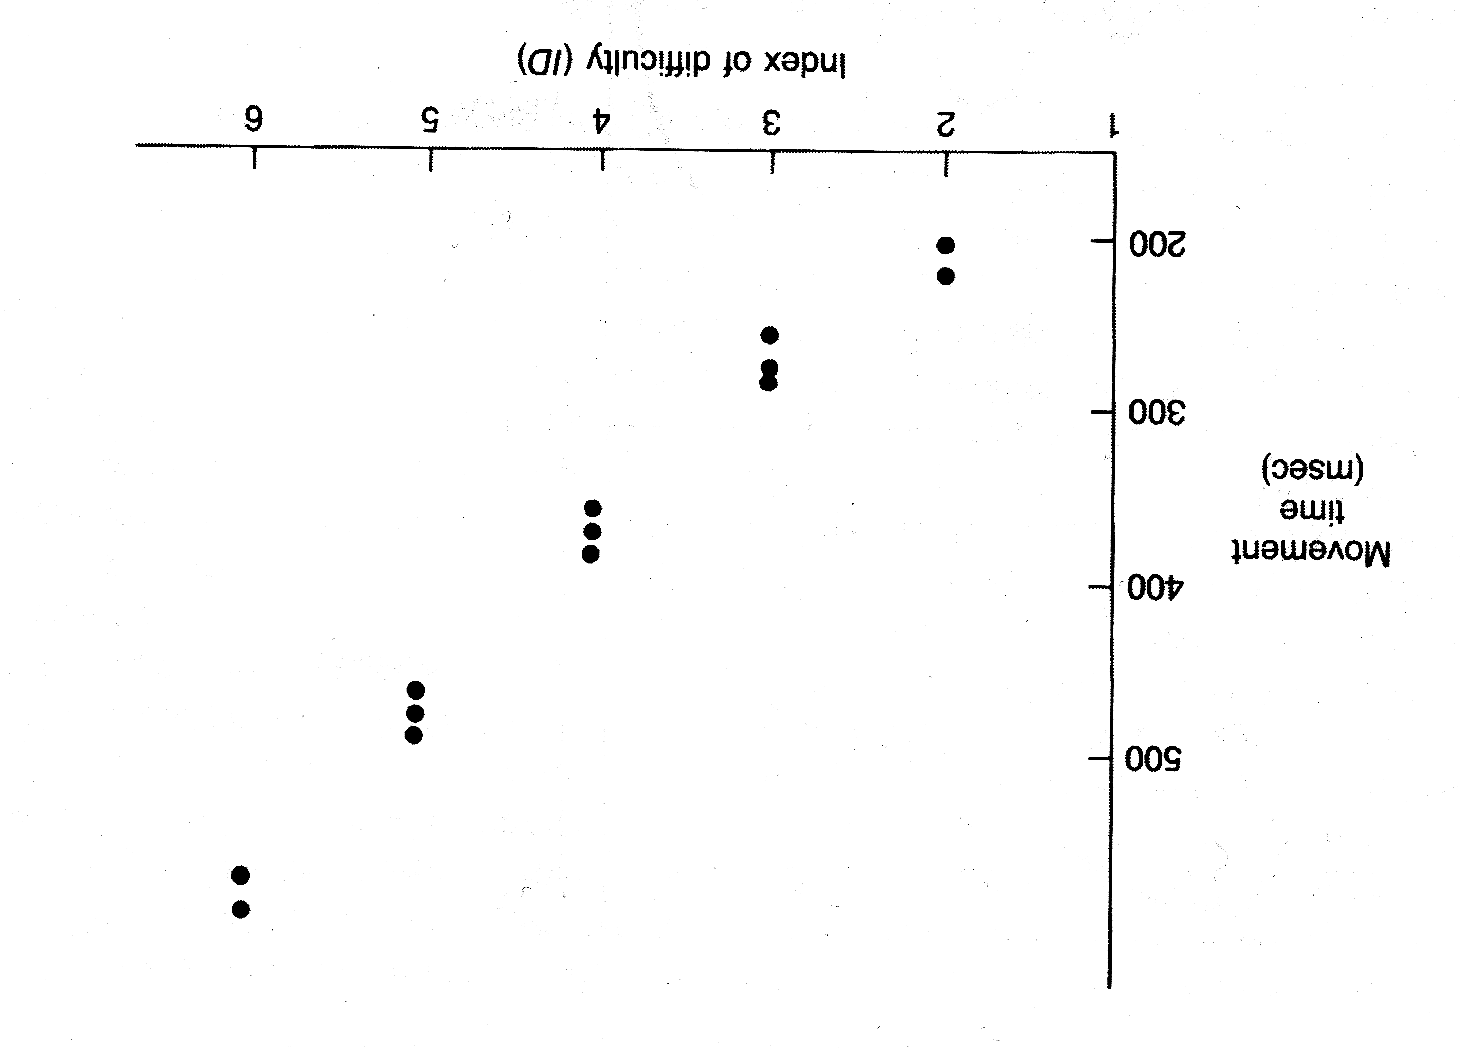 Movement
time
(msec)
500
400
300
200
1 2 3 4 5 6
Index of difficulty (ID)